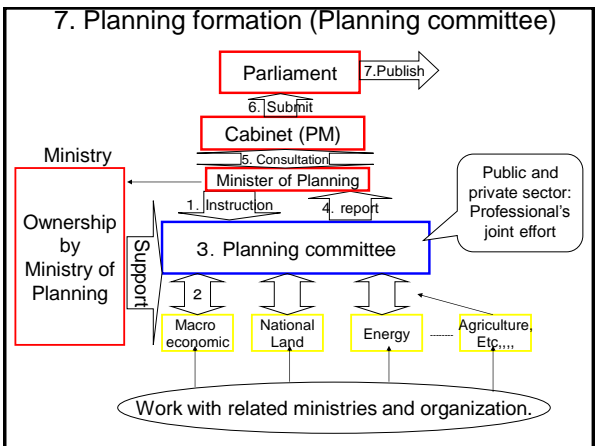 7. Planning formation (Planning committee)
Parliament
7.Publish
6. Submit
Cabinet (PM)
Ministry
5. Consultation
Minister of Planning
Public and
private sector:
Professional's
joint effort
1. Instruction
4. report
Ownership
by
Ministry of
Planning
Support
3. Planning committee
2
Macro
economic
National
Land
Energy
--------
Agriculture,
Etc,,,,
Work with related ministries and organization.